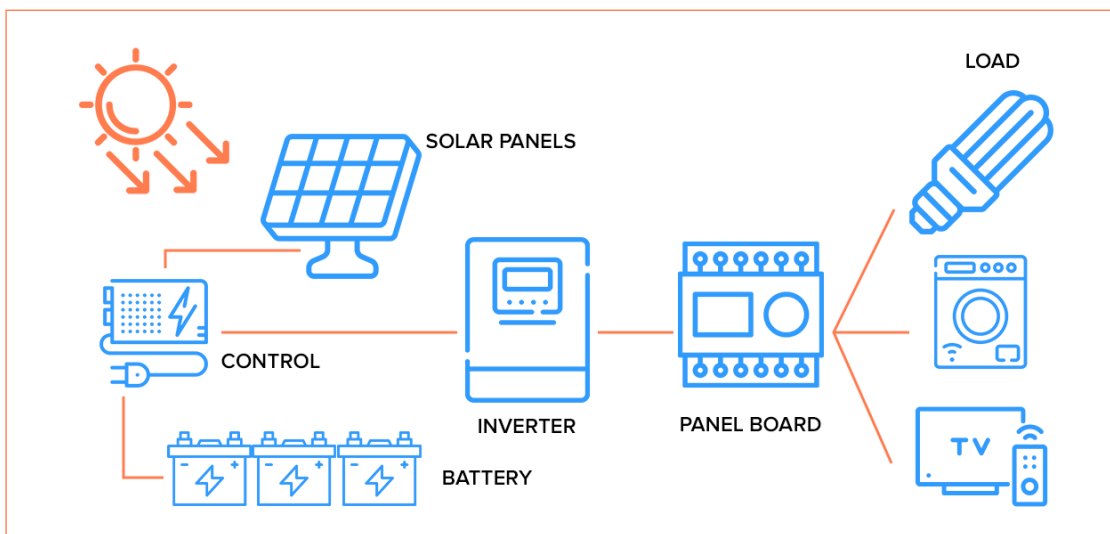 LOAD
SOLAR PANELS
CONTROL
INVERTER
PANEL BOARD
TV
BATTERY